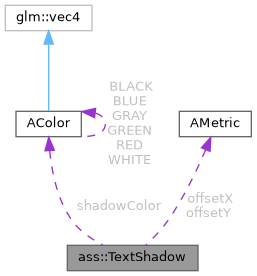 glm::vec4
BLACK
BLUE
GRAY
GREEN
RED
WHITE
AColor
AMetric
shadowColor
offsetX
offsetY
ass::TextShadow